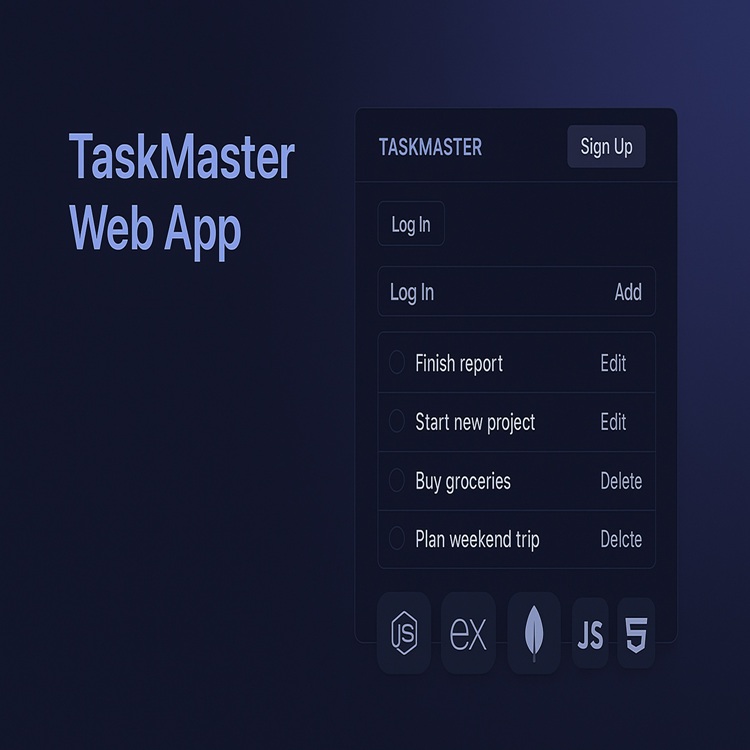 TaskMaster
Web App
TASKMASTER
Sign Up
Log In
Log In Add
Finish report Edit
Start new project Edit
Buy groceries Delete
Plan weekend trip Delcte
JS ex JS 5